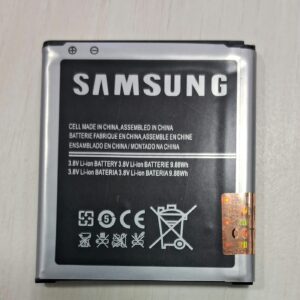 SAMSUNG
CELL MADE IN CHINA,ASSEMBLED IN CHINA
BATTERIE FABRIQUE EN CHINE,ASSEMBLE EN CHINE
ENSAMBLADO EN CHINA / MONTADO NA CHINA
3.8V Li-ion BATTERY 3.8V Li-ion BATTERIE 9.88Wh
3.8V Li-ion BATERIA 3.8V Li-ion BATERIA 9.88Wh
5 CE